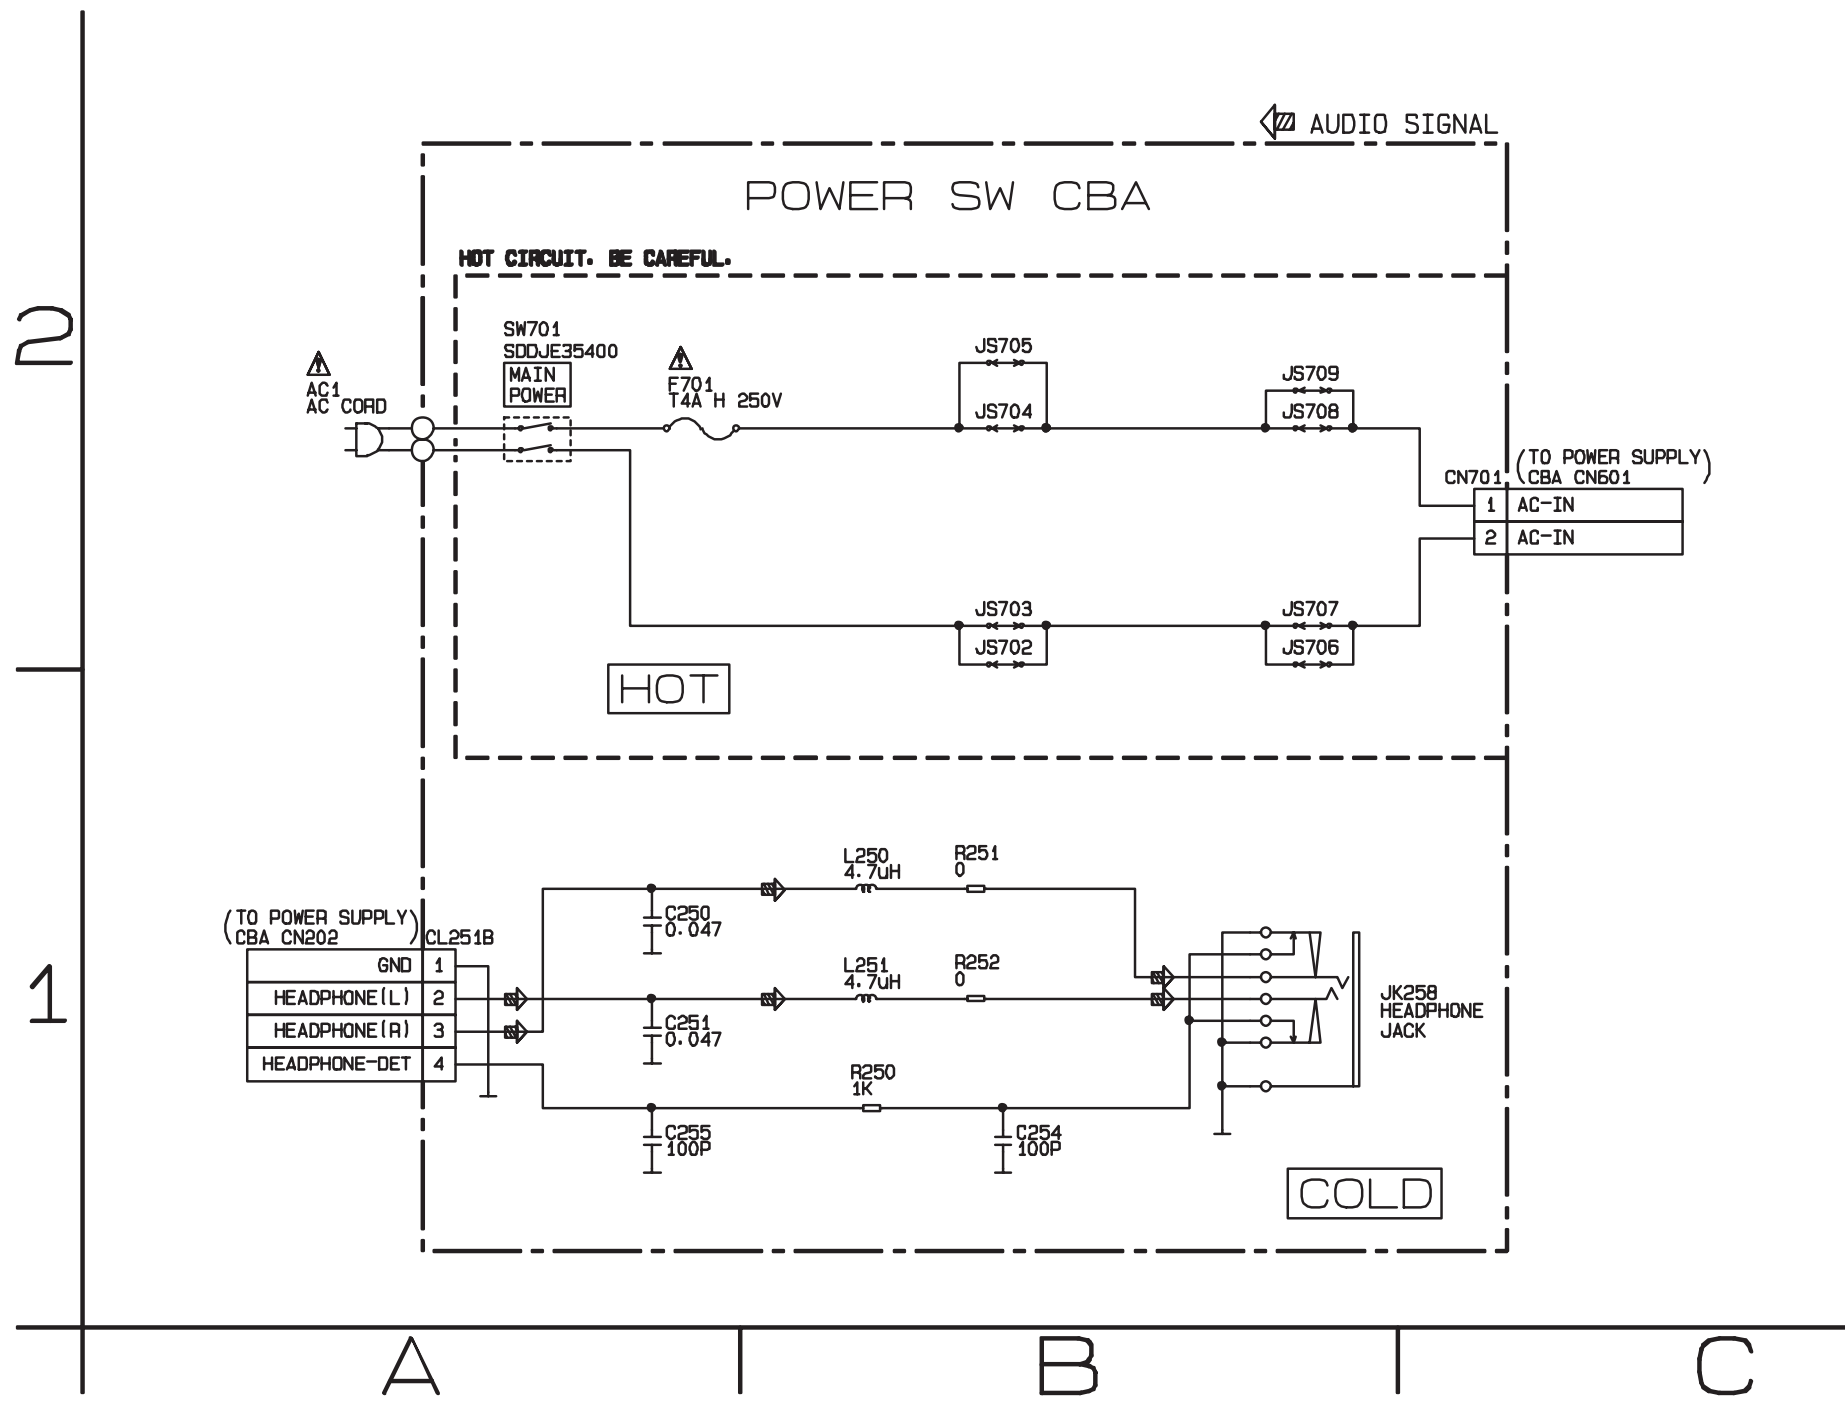 AUDIO SIGNAL
POWER SW CBA
HOT CIRCUIT. BE CAREFUL.
2
SW701
SDDJE35400
MAIN
POWER
AC1
AC CORD
F701
T4A H 250V
JS705
JS704
JS709
JS708
CN701
(TO POWER SUPPLY
CBA CN601)
1 AC-IN
2 AC-IN
JS703
JS702
JS707
JS706
HOT
L250
4.7uH
R251
0
C250
0.047
(TO POWER SUPPLY
CBA CN202)
CL251B
GND 1
HEADPHONE(L) 2
HEADPHONE(R) 3
HEADPHONE-DET 4
L251
4.7uH
R252
0
C251
0.047
JK258
HEADPHONE
JACK
1
R250
1K
C255
100P
C254
100P
COLD
A B C